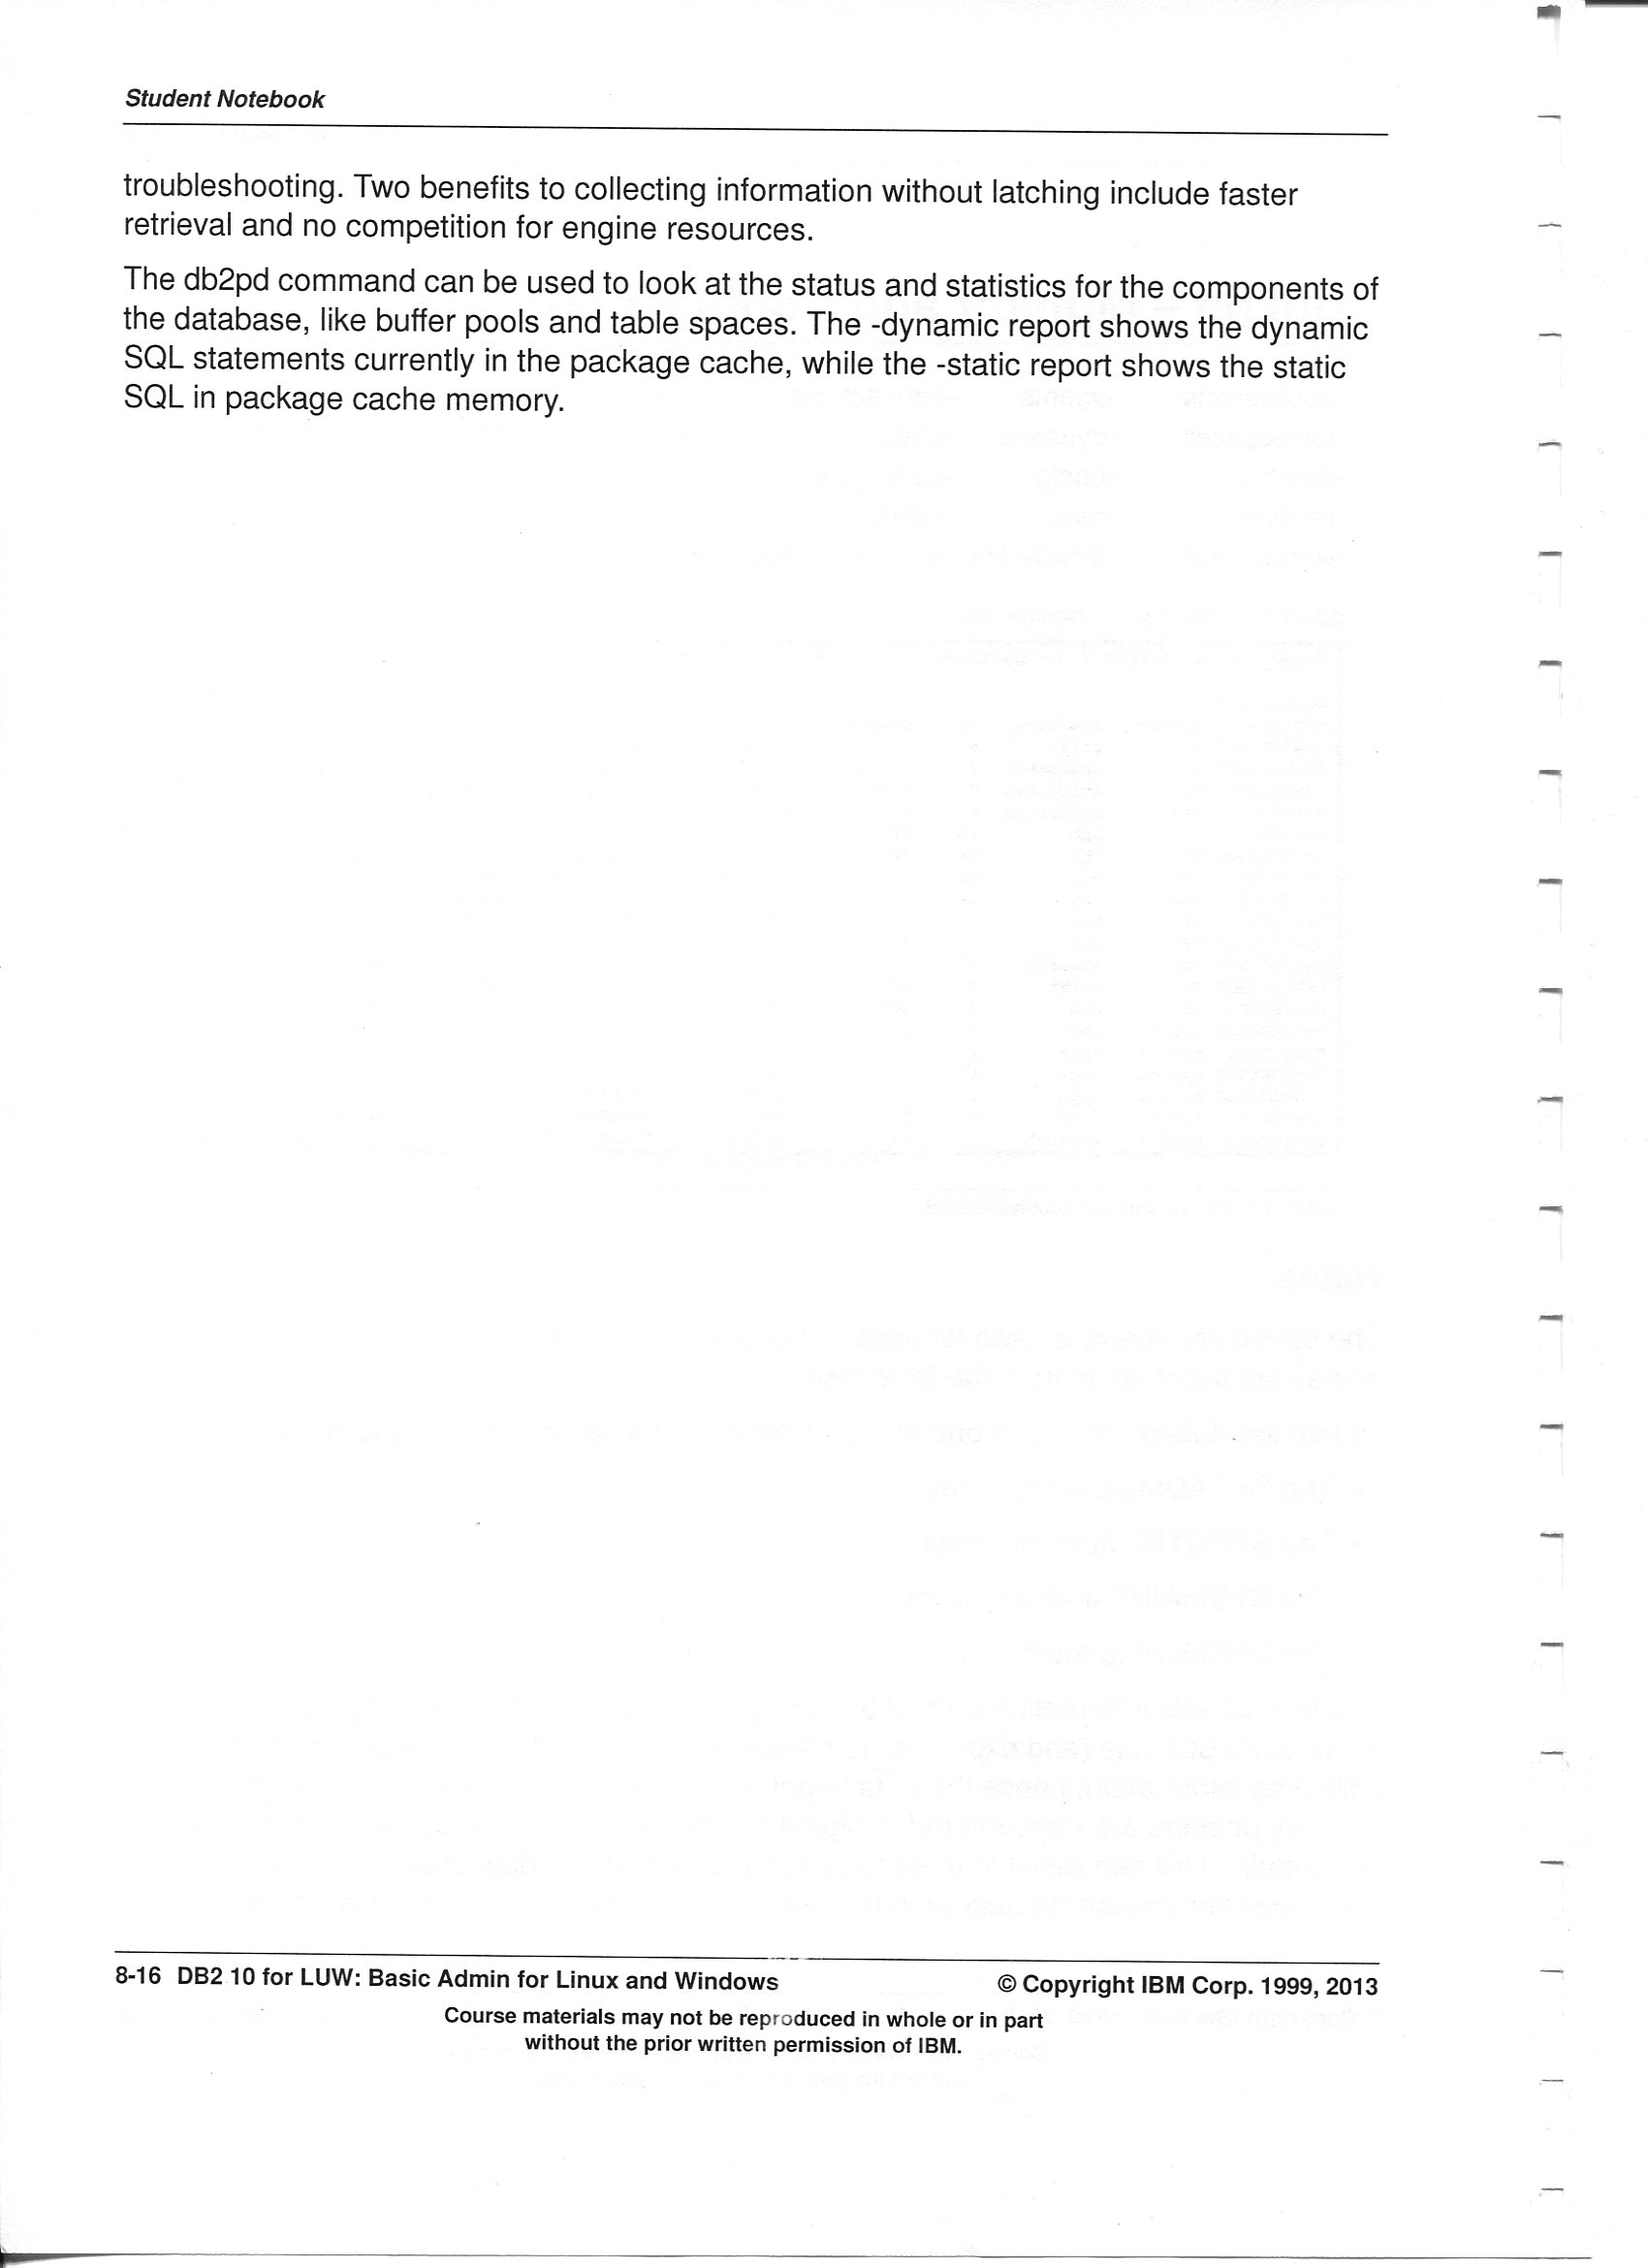 Student Notebook
troubleshooting. Two benefits to collecting information without latching include faster
retrieval and no competition for engine resources.
The db2pd command can be used to look at the status and statistics for the components of
the database, like buffer pools and table spaces. The -dynamic report shows the dynamic
SQL statements currently in the package cache, while the -static report shows the static
SQL in package cache memory.
8-16 DB2 10 for LUW: Basic Admin for Linux and Windows © Copyright IBM Corp. 1999, 2013
Course materials may not be reproduced in whole or in part
without the prior written permission of IBM.